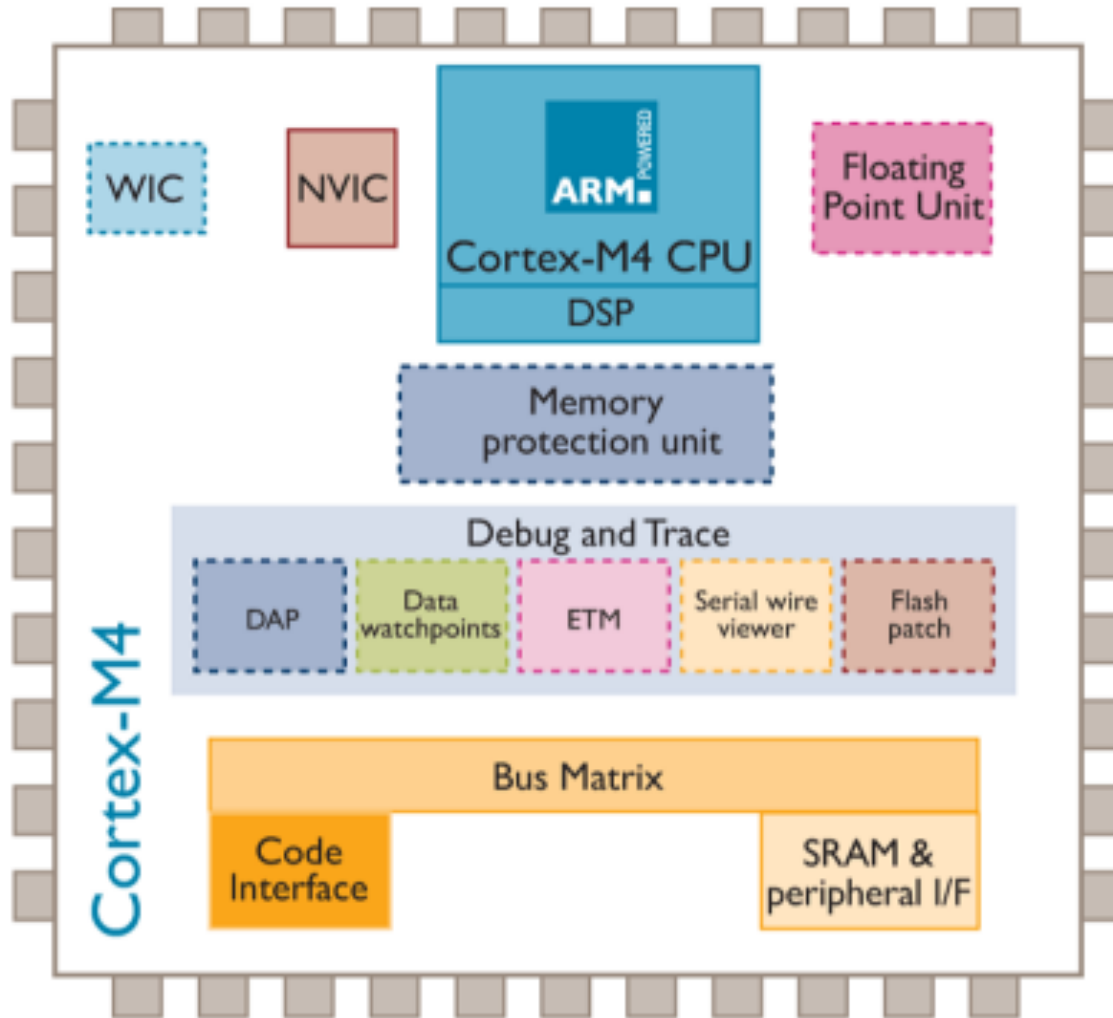 WIC
NVIC
ARM
POWERED
Cortex-M4 CPU
DSP
Floating
Point Unit
Memory
protection unit
Debug and Trace
DAP
Data
watchpoints
ETM
Serial wire
viewer
Flash
patch
Cortex-M4
Bus Matrix
Code
Interface
SRAM &
peripheral I/F